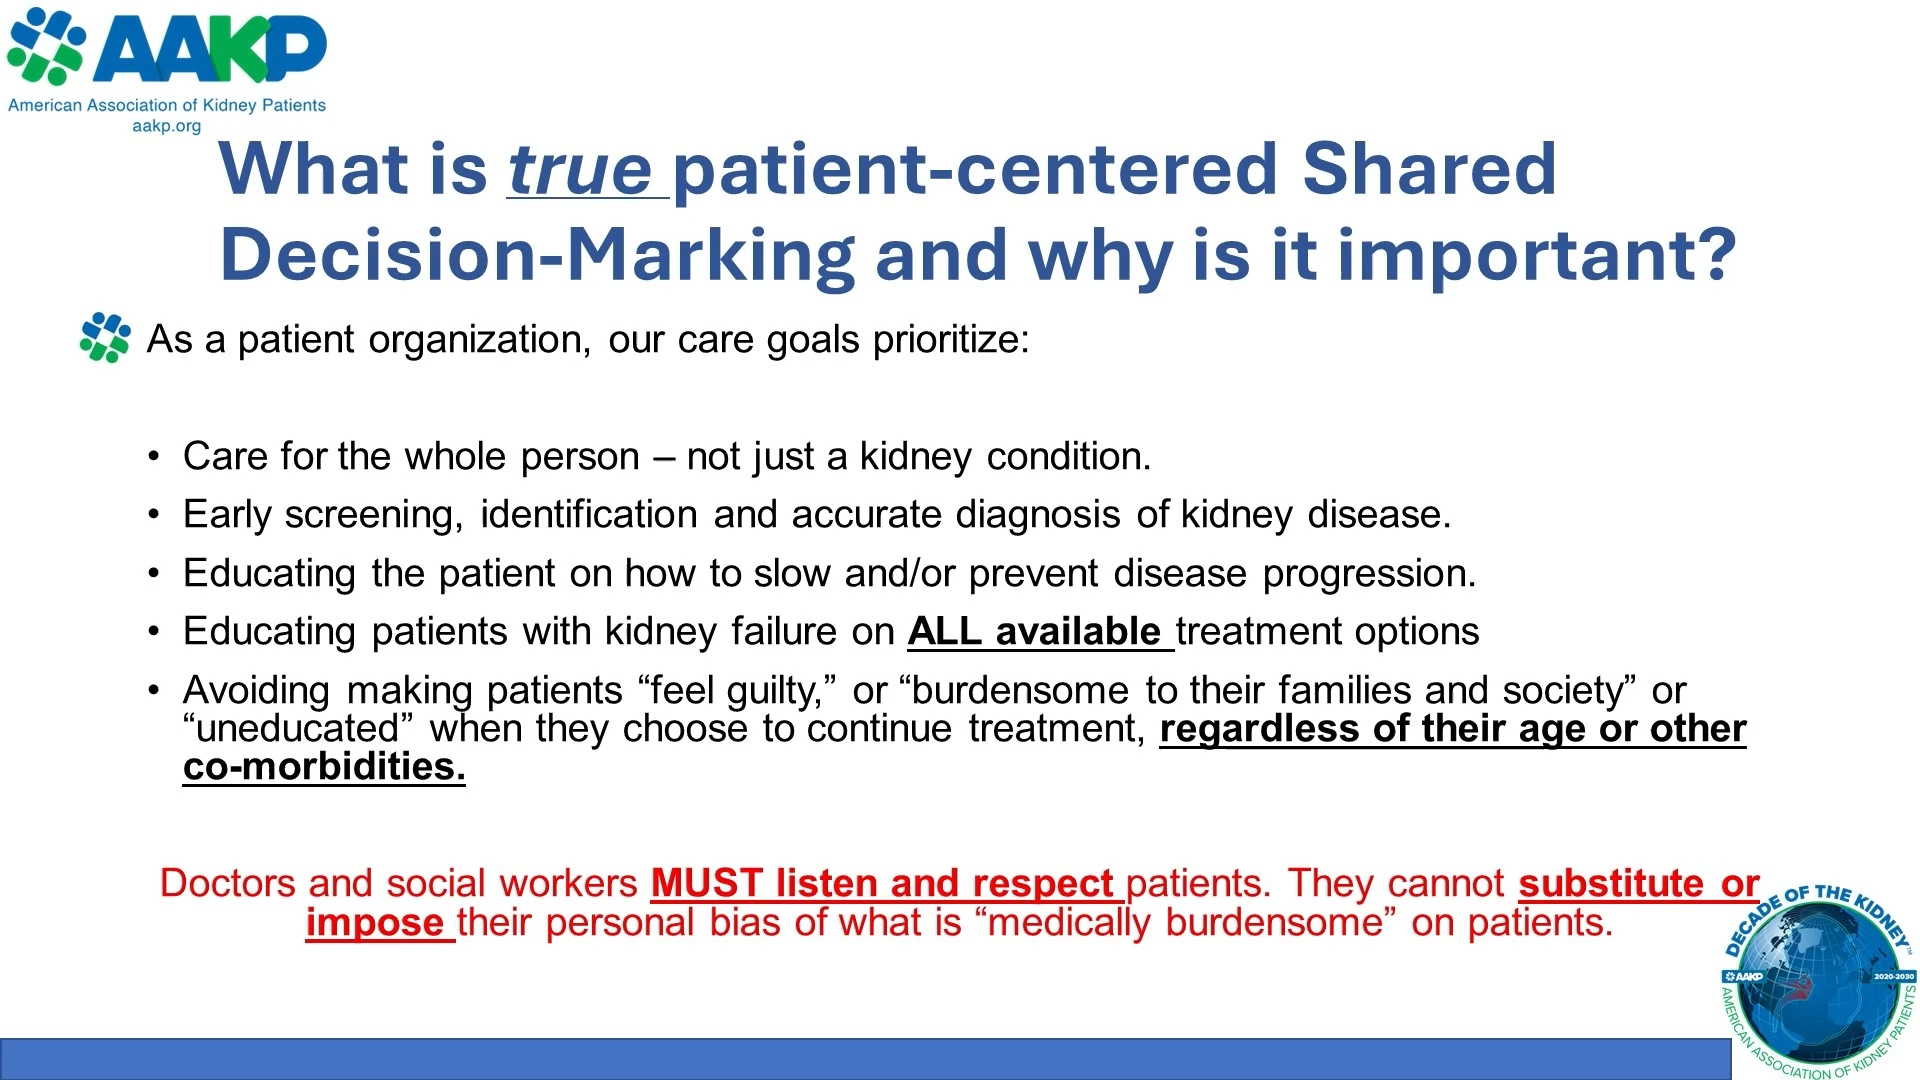 AAKP
American Association of Kidney Patients
aakp.org
What is true patient-centered Shared
Decision-Marking and why is it important?
As a patient organization, our care goals prioritize:
• Care for the whole person – not just a kidney condition.
• Early screening, identification and accurate diagnosis of kidney disease.
• Educating the patient on how to slow and/or prevent disease progression.
• Educating patients with kidney failure on ALL available treatment options
• Avoiding making patients “feel guilty,” or “burdensome to their families and society” or
“uneducated” when they choose to continue treatment, regardless of their age or other
co-morbidities.
Doctors and social workers MUST listen and respect patients. They cannot substitute or
impose their personal bias of what is “medically burdensome” on patients.
DECADE OF THE KIDNEY™
AAKP
2020-2030
AMERICAN ASSOCIATION OF KIDNEY PATIENTS